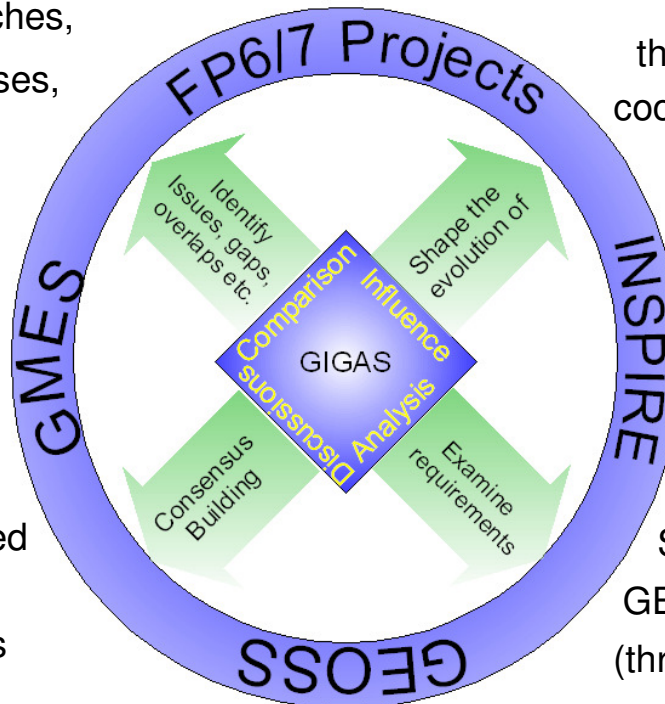 ches,
ses,
th
cod
FP6/7 Projects
Identify
Issues, gaps,
overlaps etc.
Shape the
evolution of
GMES
INSPIRE
Comparison
Influence
GIGAS
Discussions
Analysis
Consensus
Building
Examine
requirements
ed
s
S
GE
(thr
GEOSS